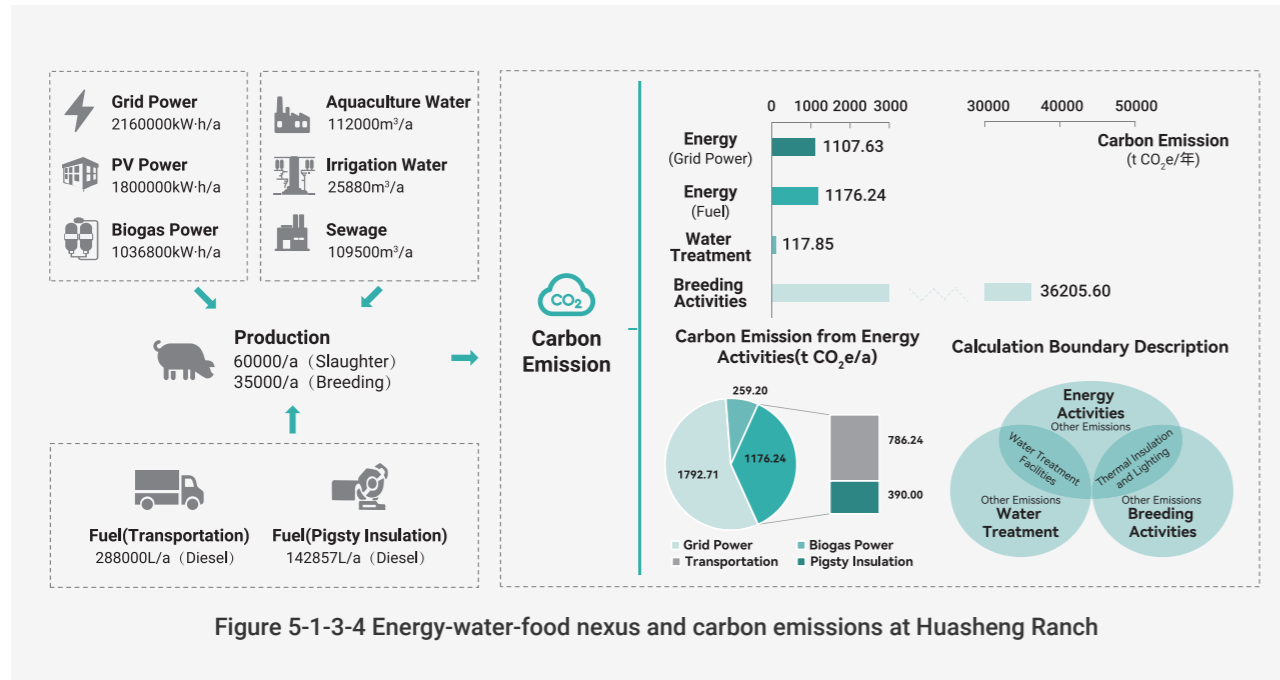 Grid Power
2160000kW·h/a
PV Power
1800000kW·h/a
Biogas Power
1036800kW·h/a
Aquaculture Water
112000m³/a
Irrigation Water
25880m³/a
Sewage
109500m³/a
Production
60000/a（Slaughter）
35000/a（Breeding）
Fuel(Transportation)
288000L/a（Diesel）
Fuel(Pigsty Insulation)
142857L/a（Diesel）
CO₂
Carbon
Emission
0 1000 2000 3000 30000 40000 50000
Carbon Emission
(t CO₂e/年)
Energy
(Grid Power)
1107.63
Energy
(Fuel)
1176.24
Water
Treatment
117.85
Breeding
Activities
36205.60
Carbon Emission from Energy
Activities(t CO₂e/a)
259.20
1792.71
1176.24
786.24
390.00
Grid Power
Biogas Power
Transportation
Pigsty Insulation
Calculation Boundary Description
Energy
Activities
Other Emissions
Water Treatment
Facilities
Thermal Insulation
and Lighting
Other Emissions
Water
Treatment
Other Emissions
Breeding
Activities
Figure 5-1-3-4 Energy-water-food nexus and carbon emissions at Huasheng Ranch